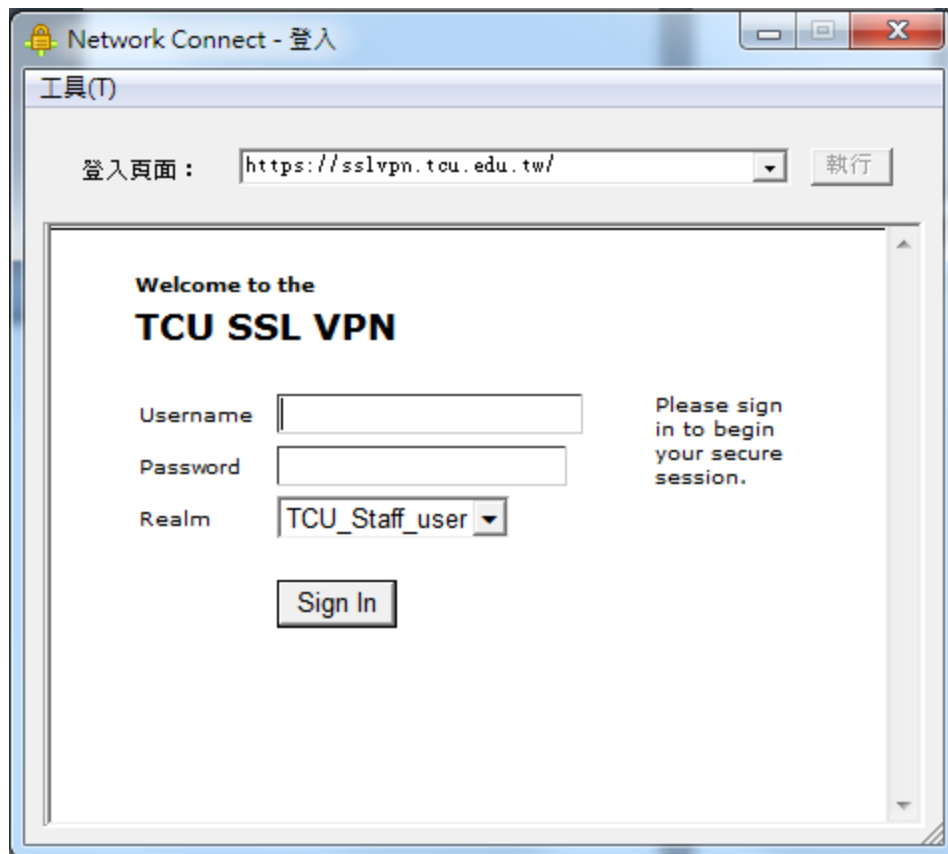 Network Connect - 登入
工具(T)
登入頁面： https://sslvpn.tcu.edu.tw/ 執行
Welcome to the
TCU SSL VPN
Username
Please sign
in to begin
your secure
session.
Password
Realm TCU_Staff_user
Sign In